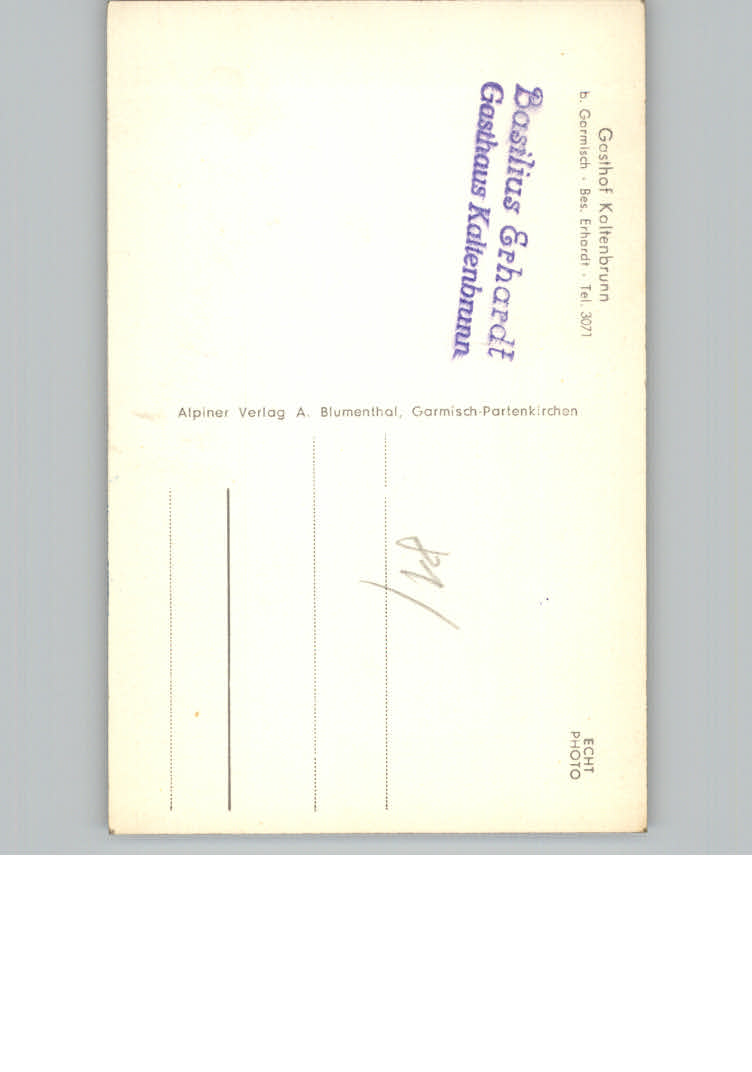 Gasthof Kaltenbrunn
b. Garmisch · Bes. Erhardt · Tel. 3071
Basilius Erhardt
Gasthaus Kaltenbrunn
Alpiner Verlag A. Blumenthal, Garmisch-Partenkirchen
ECHT
PHOTO